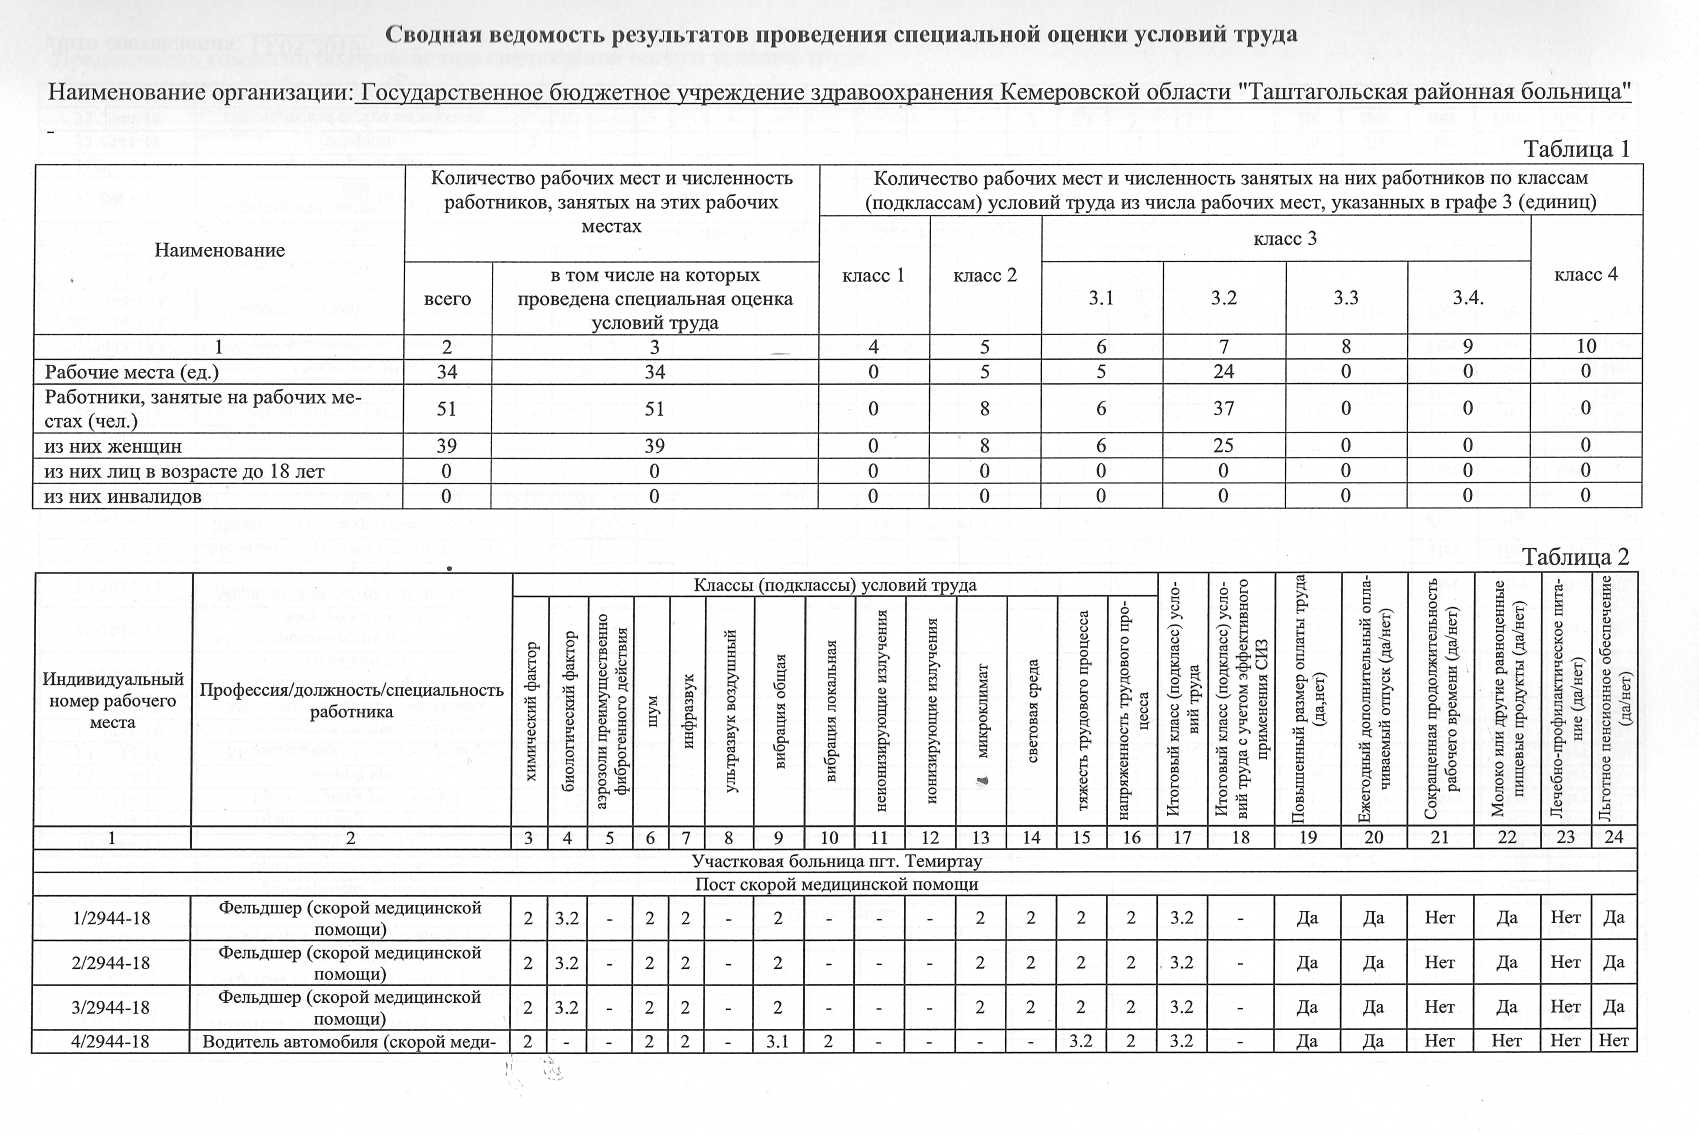 Сводная ведомость результатов проведения специальной оценки условий труда
Наименование организации: Государственное бюджетное учреждение здравоохранения Кемеровской области "Таштагольская районная больница"
-
Таблица 1
Наименование
Количество рабочих мест и численность
работников, занятых на этих рабочих
местах
Количество рабочих мест и численность занятых на них работников по классам
(подклассам) условий труда из числа рабочих мест, указанных в графе 3 (единиц)
всего
в том числе на которых
проведена специальная оценка
условий труда
класс 1
класс 2
класс 3
3.1 3.2 3.3 3.4.
класс 4
1 2 3 4 5 6 7 8 9 10
Рабочие места (ед.) 34 34 0 5 5 24 0 0 0
Работники, занятые на рабочих ме-
стах (чел.) 51 51 0 8 6 37 0 0 0
из них женщин 39 39 0 8 6 25 0 0 0
из них лиц в возрасте до 18 лет 0 0 0 0 0 0 0 0 0
из них инвалидов 0 0 0 0 0 0 0 0 0
Таблица 2
Индивидуальный
номер рабочего
места
Профессия/должность/специальность
работника
Классы (подклассы) условий труда
химический фактор
биологический фактор
аэрозоли преимущественно
фиброгенного действия
шум
инфразвук
ультразвук воздушный
вибрация общая
вибрация локальная
неионизирующие излучения
ионизирующие излучения
микроклимат
световая среда
тяжесть трудового процесса
напряженность трудового про-
цесса
Итоговый класс (подкласс) усло-
вий труда
Итоговый класс (подкласс) усло-
вий труда с учетом эффективного
применения СИЗ
Повышенный размер оплаты труда
(да,нет)
Ежегодный дополнительный опла-
чиваемый отпуск (да/нет)
Сокращенная продолжительность
рабочего времени (да/нет)
Молоко или другие равноценные
пищевые продукты (да/нет)
Лечебно-профилактическое пита-
ние (да/нет)
Льготное пенсионное обеспечение
(да/нет)
1 2 3 4 5 6 7 8 9 10 11 12 13 14 15 16 17 18 19 20 21 22 23 24
Участковая больница пгт. Темиртау
Пост скорой медицинской помощи
1/2944-18 Фельдшер (скорой медицинской
помощи) 2 3.2 - 2 2 - 2 - - - 2 2 2 2 3.2 - Да Да Нет Да Нет Да
2/2944-18 Фельдшер (скорой медицинской
помощи) 2 3.2 - 2 2 - 2 - - - 2 2 2 2 3.2 - Да Да Нет Да Нет Да
3/2944-18 Фельдшер (скорой медицинской
помощи) 2 3.2 - 2 2 - 2 - - - 2 2 2 2 3.2 - Да Да Нет Да Нет Да
4/2944-18 Водитель автомобиля (скорой меди- 2 - - 2 2 - 3.1 2 - - - - 3.2 2 3.2 - Да Да Нет Нет Нет Нет